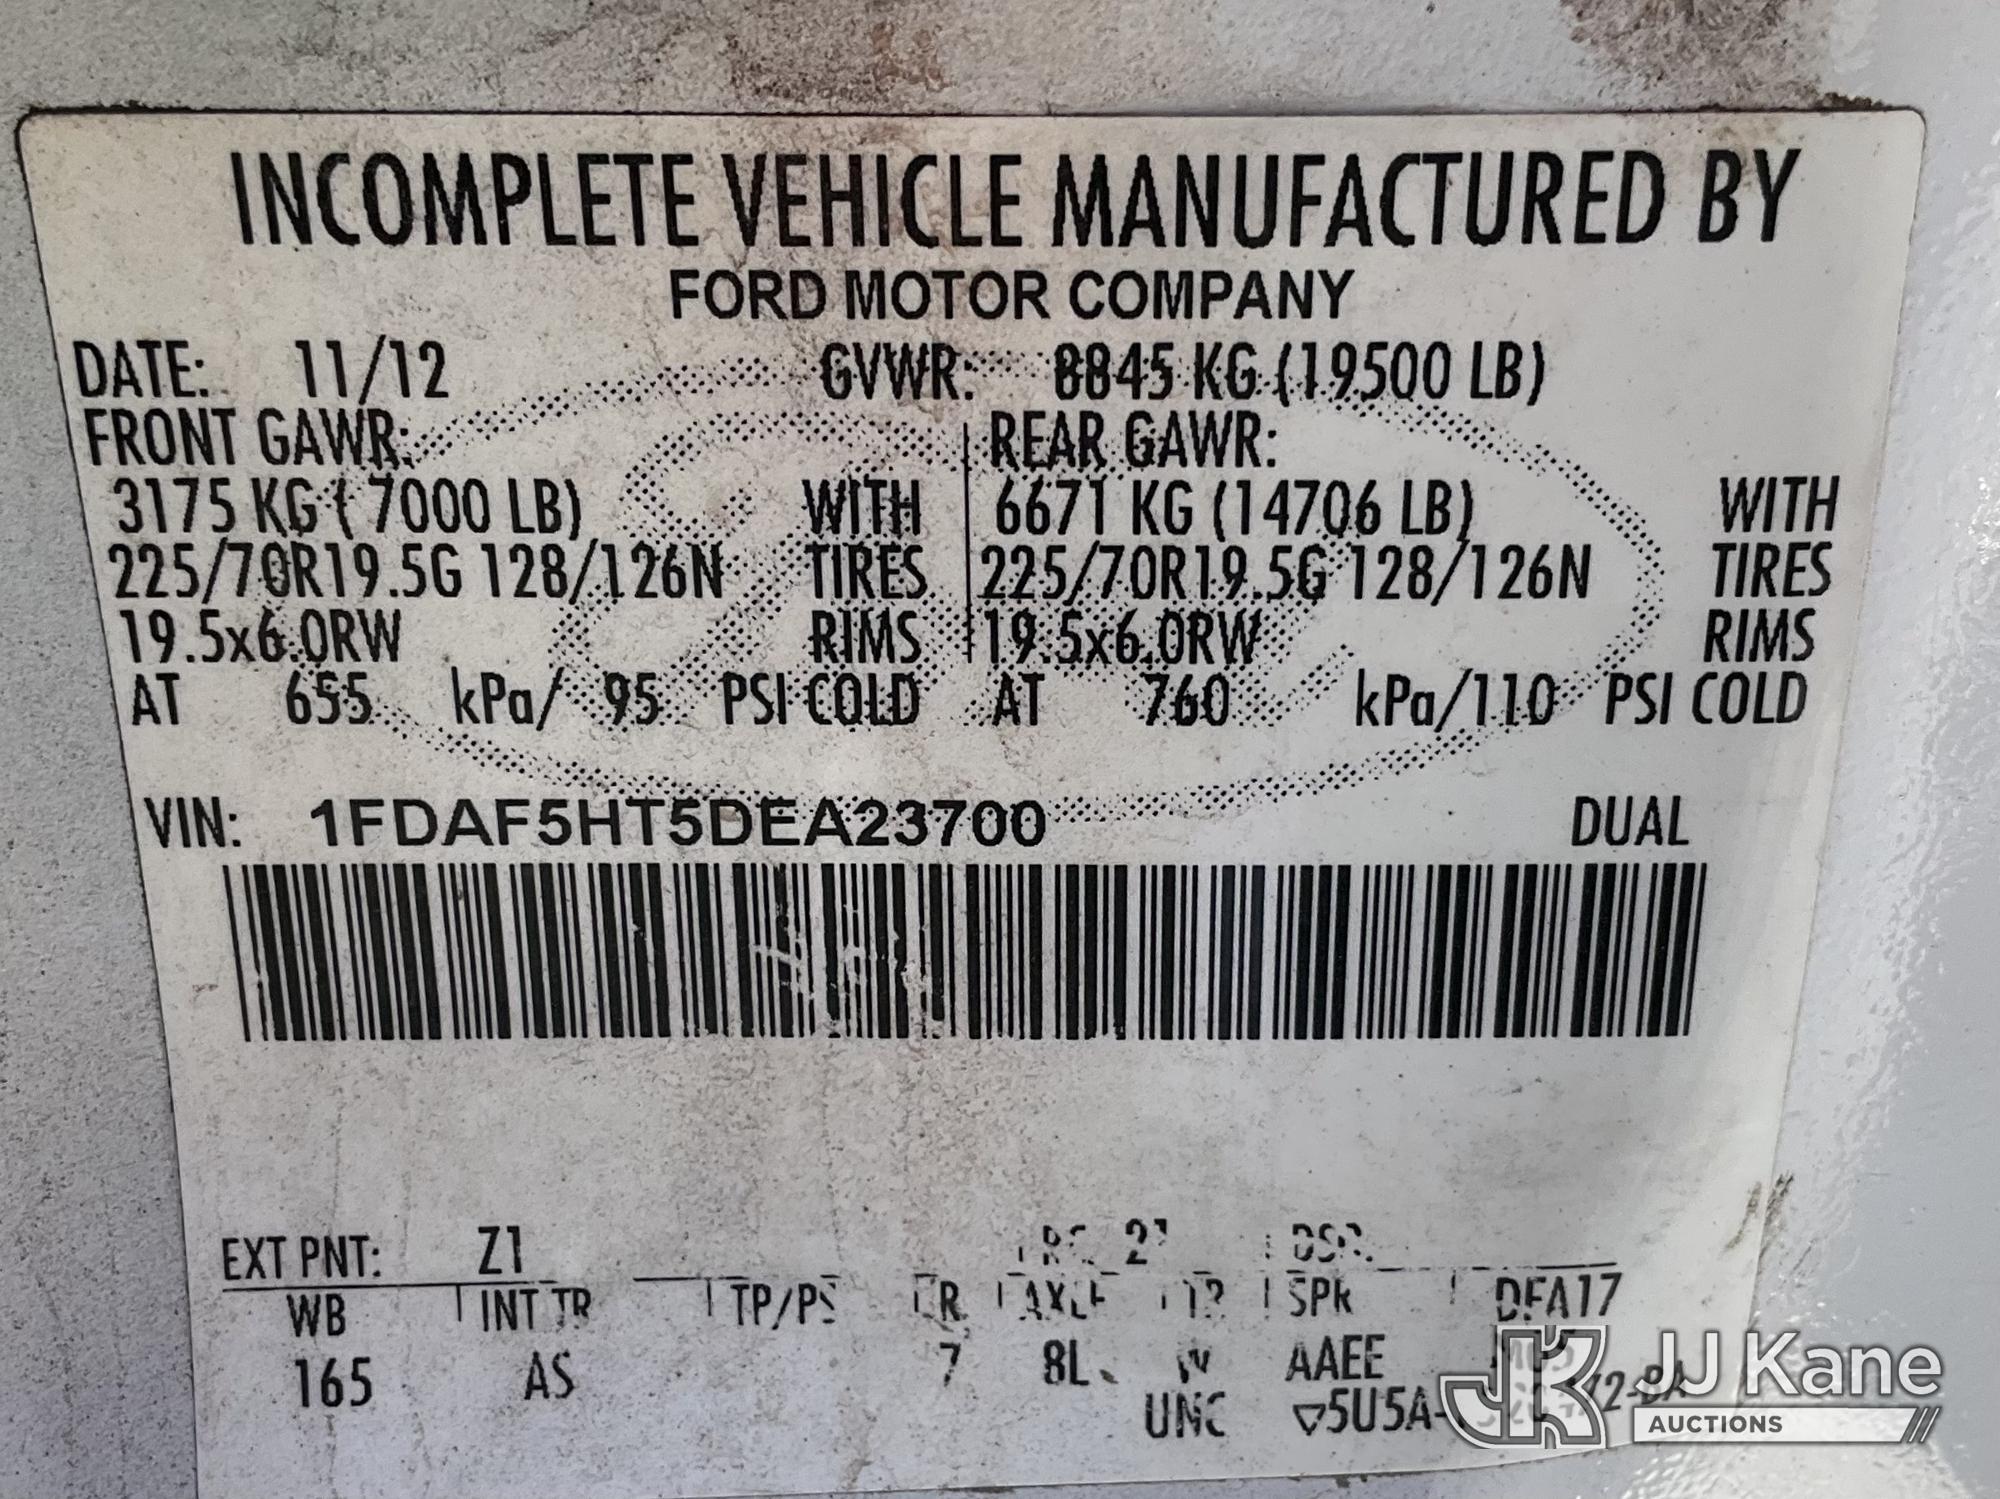 INCOMPLETE VEHICLE MANUFACTURED BY
FORD MOTOR COMPANY
DATE: 11/12 GVWR: 8845 KG (19500 LB)
FRONT GAWR: REAR GAWR:
3175 KG ( 7000 LB) WITH 6671 KG (14706 LB) WITH
225/70R19.5G 128/126N TIRES 225/70R19.5G 128/126N TIRES
19.5x6.0RW RIMS 19.5x6.0RW RIMS
AT 655 kPa/ 95 PSI COLD AT 760 kPa/110 PSI COLD
VIN: 1FDAF5HT5DEA23700 DUAL
EXT PNT: Z1
WB INT TR TP/PS R AXLE TR SPR DFA17
165 AS 7 8L W AAEE
UNC ▽5U5A-
JJ Kane
AUCTIONS